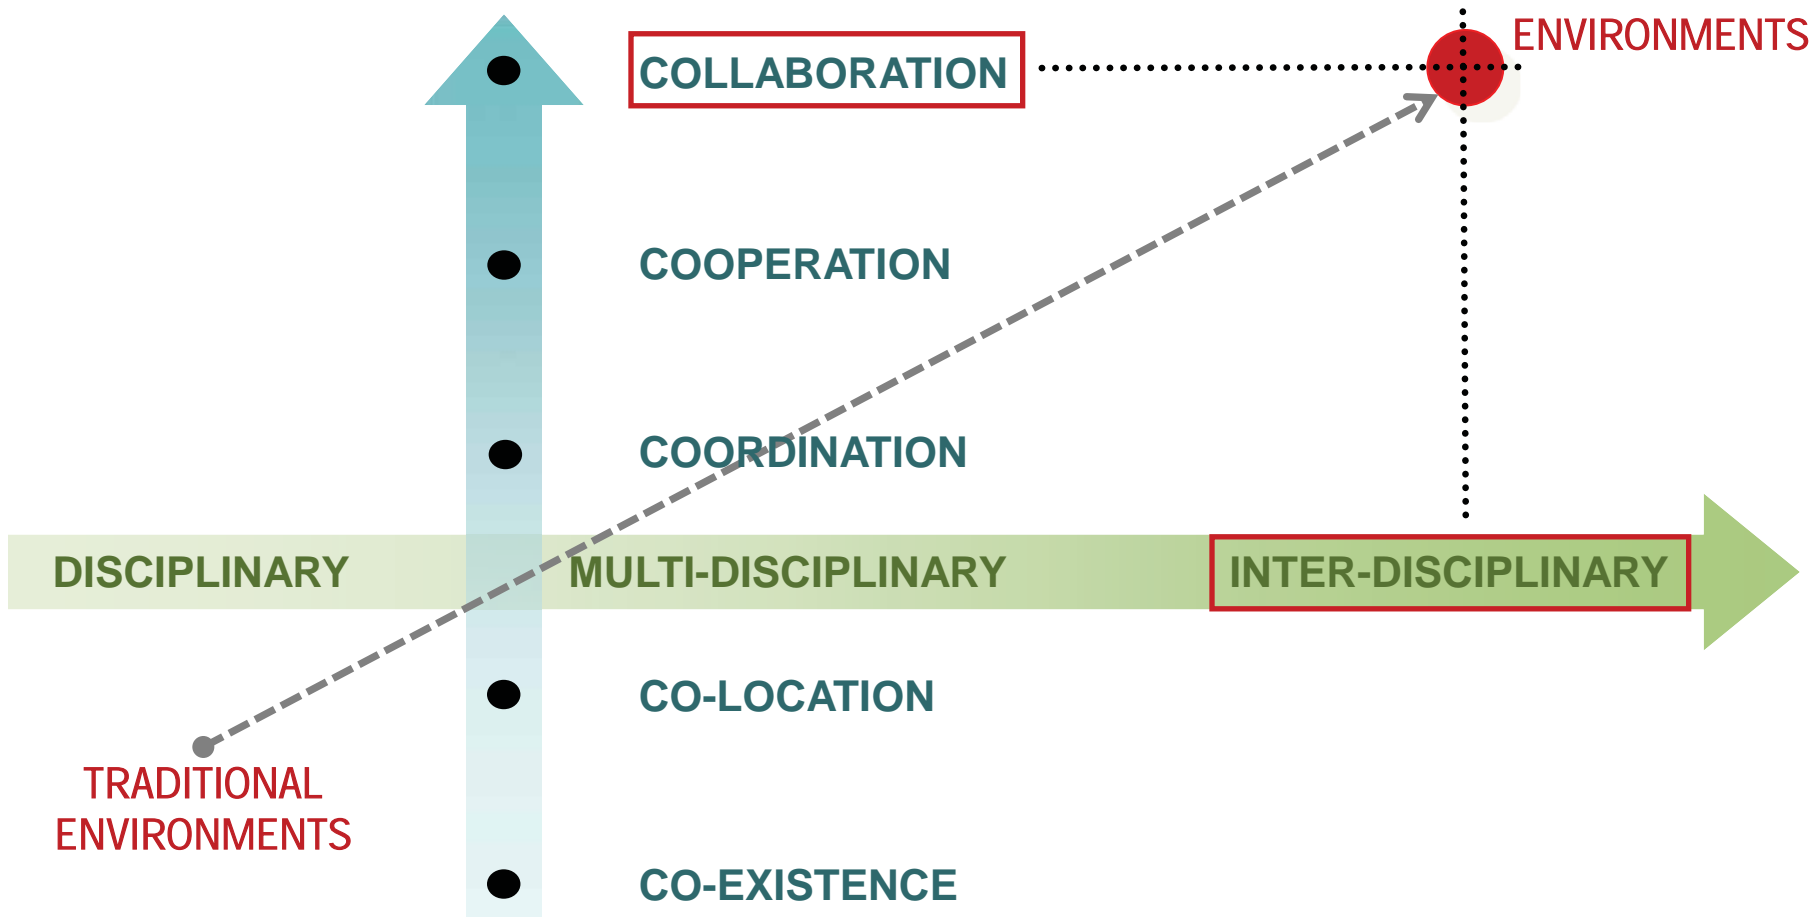 ENVIRONMENTS
COLLABORATION
COOPERATION
COORDINATION
DISCIPLINARY
MULTI-DISCIPLINARY
INTER-DISCIPLINARY
CO-LOCATION
TRADITIONAL
ENVIRONMENTS
CO-EXISTENCE